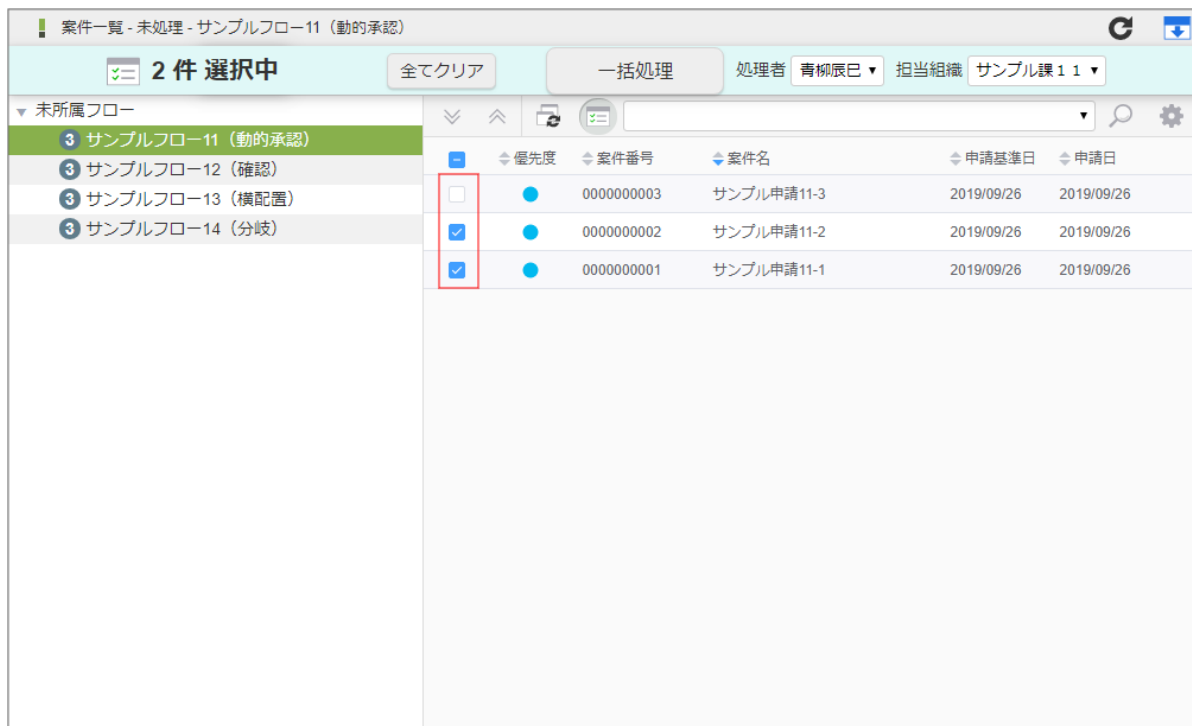 案件一覧 - 未処理 - サンプルフロー11（動的承認）
2 件 選択中 全てクリア 一括処理 処理者 青柳辰巳 担当組織 サンプル課１１
未所属フロー
3 サンプルフロー11（動的承認）
3 サンプルフロー12（確認）
3 サンプルフロー13（横配置）
3 サンプルフロー14（分岐）
優先度 案件番号 案件名 申請基準日 申請日
0000000003 サンプル申請11-3 2019/09/26 2019/09/26
0000000002 サンプル申請11-2 2019/09/26 2019/09/26
0000000001 サンプル申請11-1 2019/09/26 2019/09/26